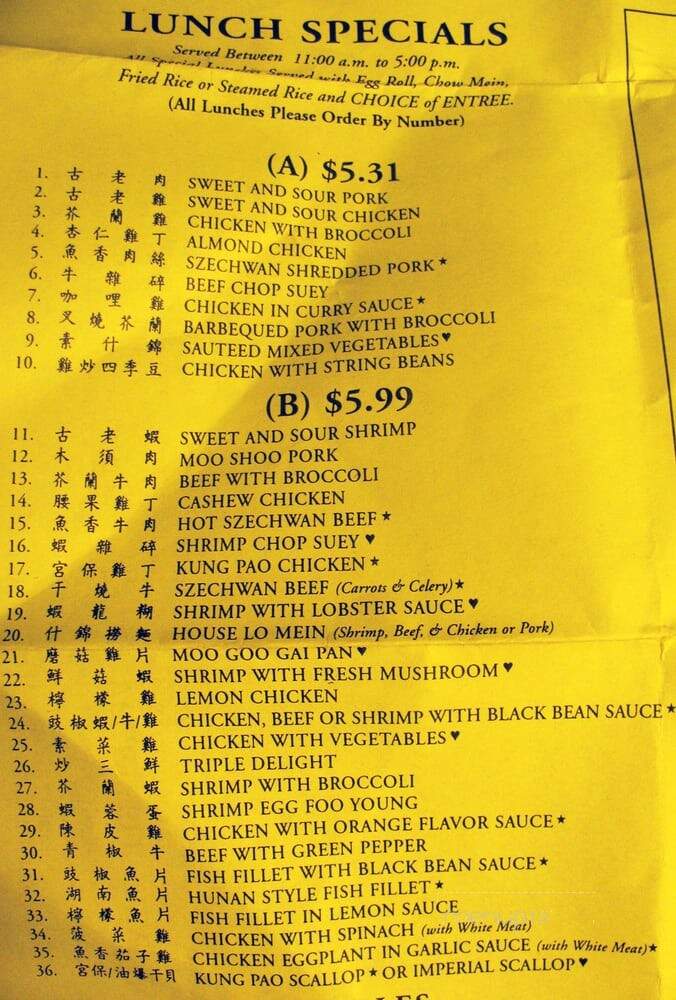 LUNCH SPECIALS
Served Between 11:00 a.m. to 5:00 p.m.
All Special Lunches Served with Egg Roll, Chow Mein,
Fried Rice or Steamed Rice and CHOICE of ENTREE.
(All Lunches Please Order By Number)
(A) $5.31
1. 古老肉 SWEET AND SOUR PORK
2. 古老雞 SWEET AND SOUR CHICKEN
3. 芥蘭雞 CHICKEN WITH BROCCOLI
4. 杏仁雞丁 ALMOND CHICKEN
5. 魚香肉絲 SZECHWAN SHREDDED PORK★
6. 牛雜碎 BEEF CHOP SUEY
7. 咖哩雞 CHICKEN IN CURRY SAUCE★
8. 叉燒芥蘭 BARBEQUED PORK WITH BROCCOLI
9. 素什錦 SAUTEED MIXED VEGETABLES♥
10. 雞炒四季豆 CHICKEN WITH STRING BEANS
(B) $5.99
11. 古老蝦 SWEET AND SOUR SHRIMP
12. 木須肉 MOO SHOO PORK
13. 芥蘭牛肉 BEEF WITH BROCCOLI
14. 腰果雞丁 CASHEW CHICKEN
15. 魚香牛肉 HOT SZECHWAN BEEF★
16. 蝦雜碎 SHRIMP CHOP SUEY♥
17. 宮保雞丁 KUNG PAO CHICKEN★
18. 干燒牛 SZECHWAN BEEF (Carrots & Celery)★
19. 蝦龍糊 SHRIMP WITH LOBSTER SAUCE♥
20. 什錦撈麵 HOUSE LO MEIN (Shrimp, Beef, & Chicken or Pork)
21. 蘑菇雞片 MOO GOO GAI PAN♥
22. 鮮菇蝦 SHRIMP WITH FRESH MUSHROOM♥
23. 檸檬雞 LEMON CHICKEN
24. 豉椒蝦/牛/雞 CHICKEN, BEEF OR SHRIMP WITH BLACK BEAN SAUCE★
25. 素菜雞 CHICKEN WITH VEGETABLES♥
26. 炒三鮮 TRIPLE DELIGHT
27. 芥蘭蝦 SHRIMP WITH BROCCOLI
28. 蝦蓉蛋 SHRIMP EGG FOO YOUNG
29. 陳皮雞 CHICKEN WITH ORANGE FLAVOR SAUCE★
30. 青椒牛 BEEF WITH GREEN PEPPER
31. 豉椒魚片 FISH FILLET WITH BLACK BEAN SAUCE★
32. 湖南魚片 HUNAN STYLE FISH FILLET★
33. 檸檬魚片 FISH FILLET IN LEMON SAUCE
34. 菠菜雞 CHICKEN WITH SPINACH (with White Meat)
35. 魚香茄子雞 CHICKEN EGGPLANT IN GARLIC SAUCE (with White Meat)★
36. 宮保/油爆干貝 KUNG PAO SCALLOP★ OR IMPERIAL SCALLOP♥